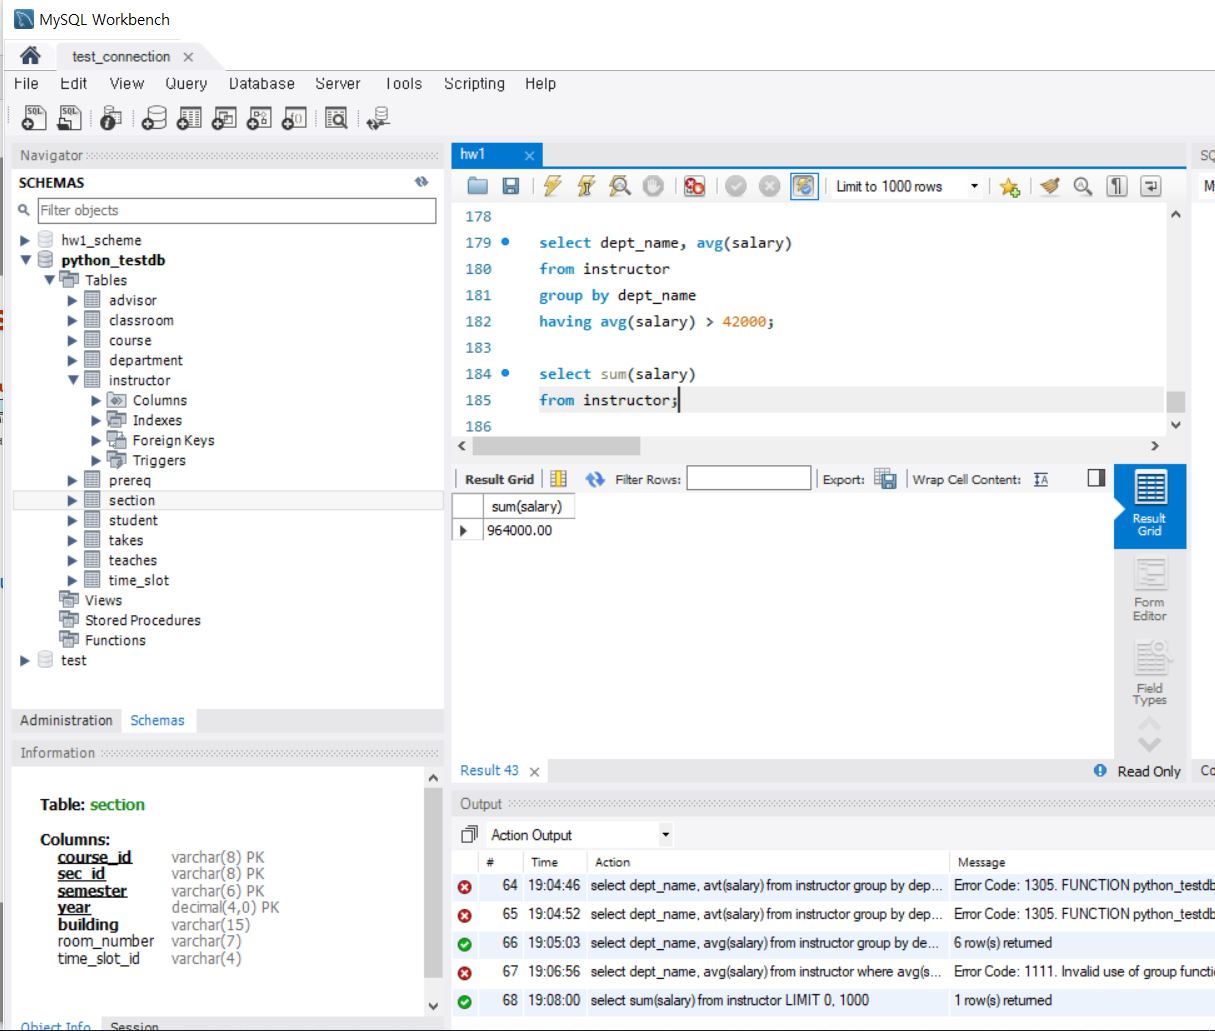 MySQL Workbench
test_connection
File Edit View Query Database Server Tools Scripting Help
Navigator
SCHEMAS
Filter objects
hw1_scheme
python_testdb
Tables
advisor
classroom
course
department
instructor
Columns
Indexes
Foreign Keys
Triggers
prereq
section
student
takes
teaches
time_slot
Views
Stored Procedures
Functions
test
Administration Schemas
Information
Table: section
Columns:
course_id varchar(8) PK
sec_id varchar(8) PK
semester varchar(6) PK
year decimal(4,0) PK
building varchar(15)
room_number varchar(7)
time_slot_id varchar(4)
Object Info Session
hw1
Limit to 1000 rows
178
179 select dept_name, avg(salary)
180 from instructor
181 group by dept_name
182 having avg(salary) > 42000;
183
184 select sum(salary)
185 from instructor;
186
Result Grid Filter Rows: Export: Wrap Cell Content:
sum(salary)
964000.00
Result Grid
Form Editor
Field Types
Result 43 Read Only
Output
Action Output
# Time Action Message
64 19:04:46 select dept_name, avt(salary) from instructor group by dep... Error Code: 1305. FUNCTION python_testdb
65 19:04:52 select dept_name, avt(salary) from instructor group by dep... Error Code: 1305. FUNCTION python_testdb
66 19:05:03 select dept_name, avg(salary) from instructor group by de... 6 row(s) returned
67 19:06:56 select dept_name, avg(salary) from instructor where avg(s... Error Code: 1111. Invalid use of group functi
68 19:08:00 select sum(salary) from instructor LIMIT 0, 1000 1 row(s) returned